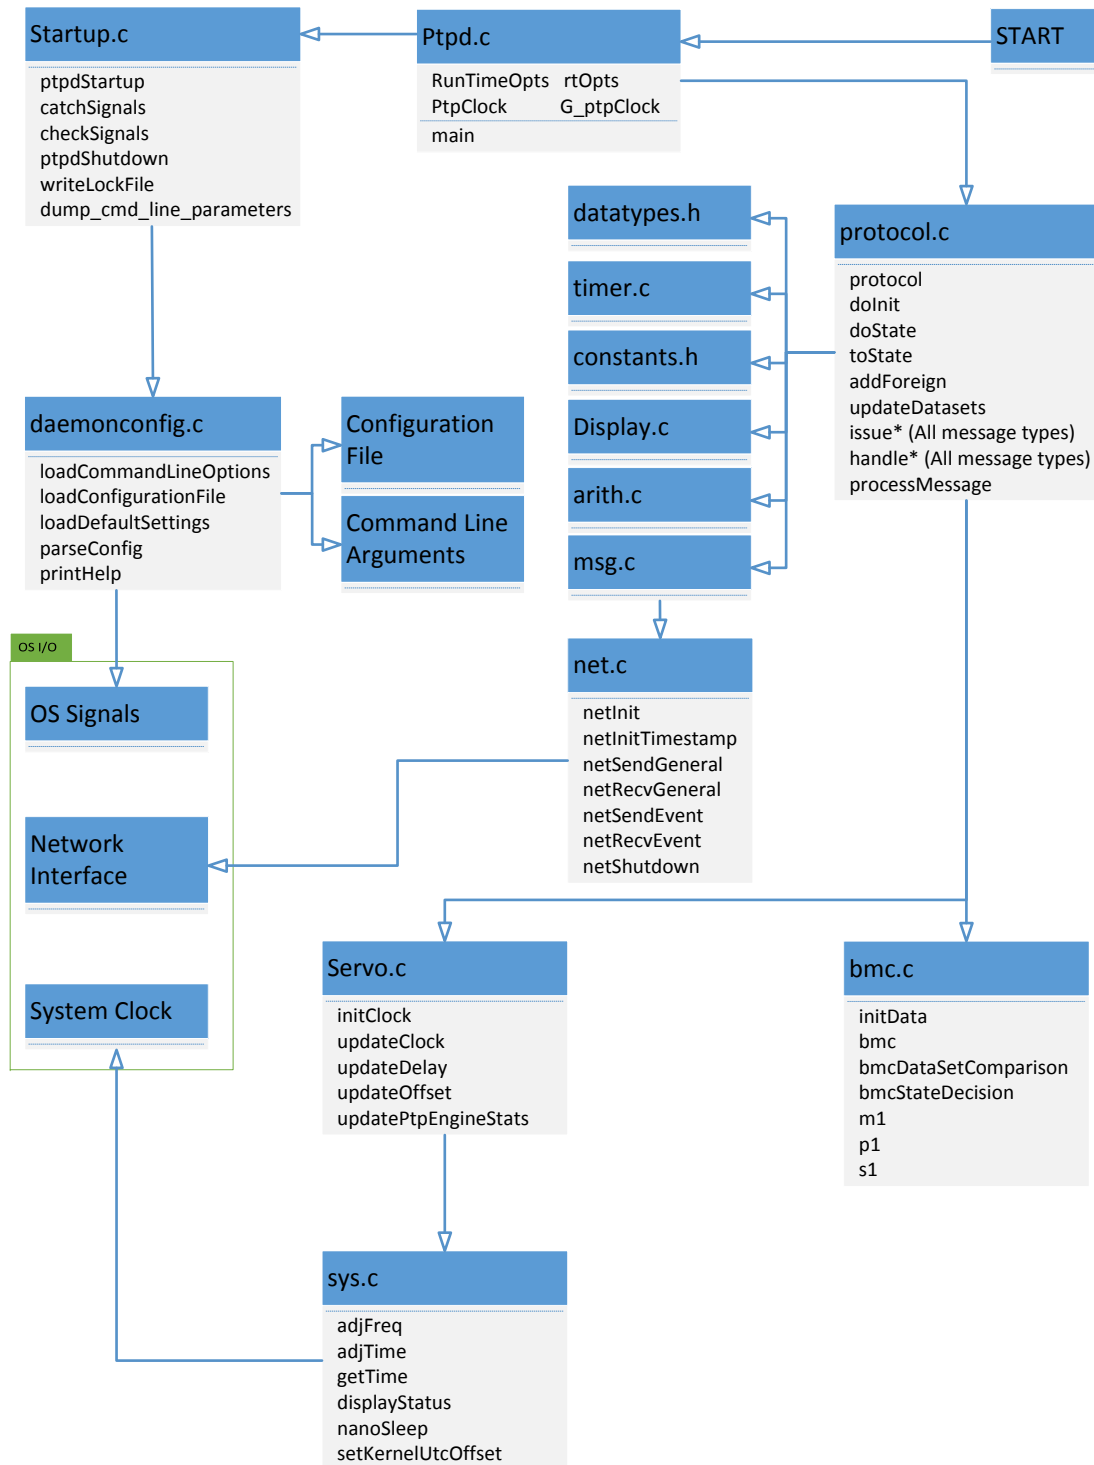 Startup.c
ptpdStartup
catchSignals
checkSignals
ptpdShutdown
writeLockFile
dump_cmd_line_parameters
Ptpd.c
RunTimeOpts rtOpts
PtpClock G_ptpClock
main
START
datatypes.h
timer.c
constants.h
Display.c
arith.c
msg.c
protocol.c
protocol
doInit
doState
toState
addForeign
updateDatasets
issue* (All message types)
handle* (All message types)
processMessage
daemonconfig.c
loadCommandLineOptions
loadConfigurationFile
loadDefaultSettings
parseConfig
printHelp
Configuration
File
Command Line
Arguments
OS I/O
OS Signals
Network
Interface
System Clock
net.c
netInit
netInitTimestamp
netSendGeneral
netRecvGeneral
netSendEvent
netRecvEvent
netShutdown
Servo.c
initClock
updateClock
updateDelay
updateOffset
updatePtpEngineStats
bmc.c
initData
bmc
bmcDataSetComparison
bmcStateDecision
m1
p1
s1
sys.c
adjFreq
adjTime
getTime
displayStatus
nanoSleep
setKernelUtcOffset